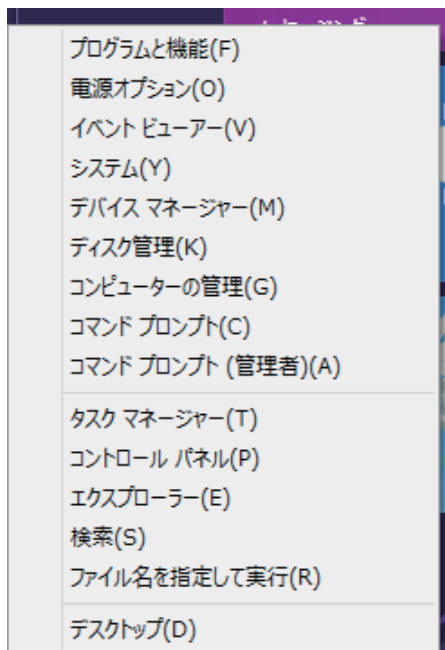 プログラムと機能(F)
電源オプション(O)
イベント ビューアー(V)
システム(Y)
デバイス マネージャー(M)
ディスク管理(K)
コンピューターの管理(G)
コマンド プロンプト(C)
コマンド プロンプト (管理者)(A)
タスク マネージャー(T)
コントロール パネル(P)
エクスプローラー(E)
検索(S)
ファイル名を指定して実行(R)
デスクトップ(D)